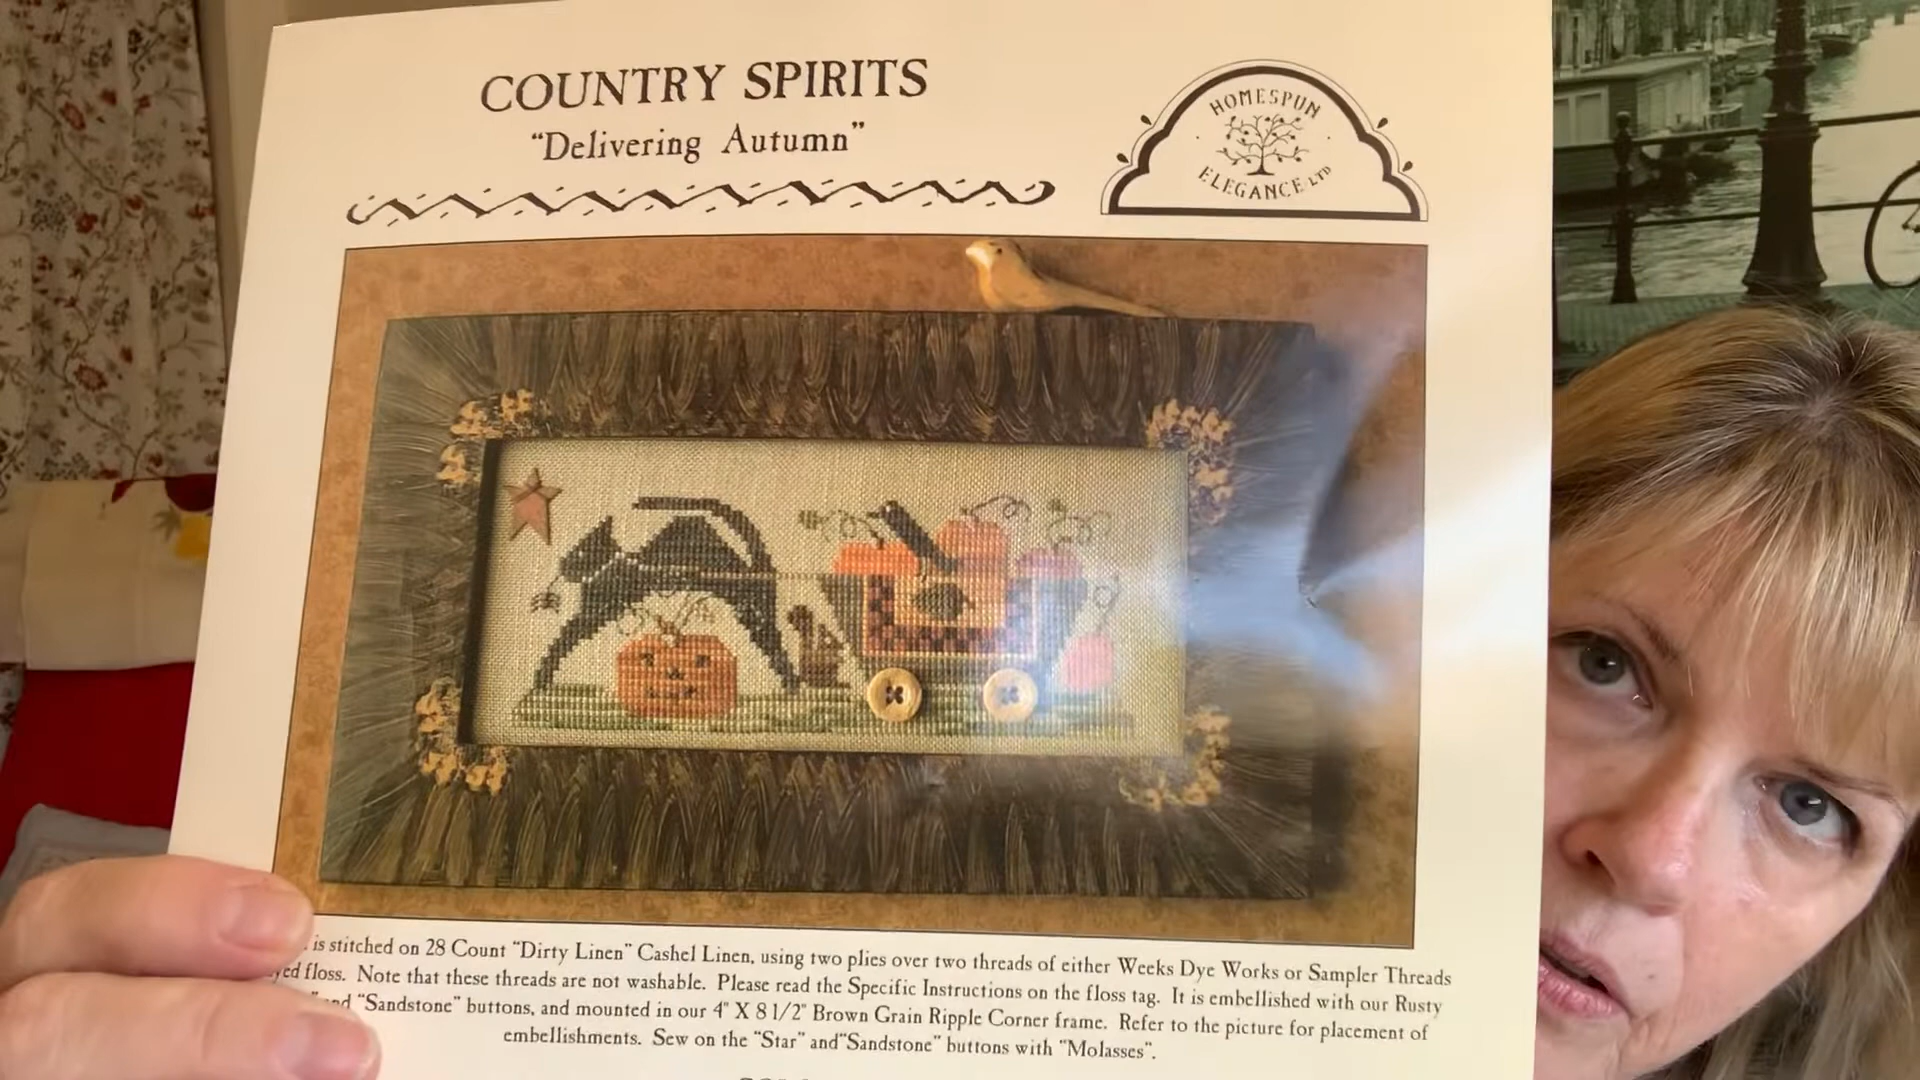 COUNTRY SPIRITS
"Delivering Autumn"
HOMESPUN
ELEGANCE LTD
is stitched on 28 Count "Dirty Linen" Cashel Linen, using two plies over two threads of either Weeks Dye Works or Sampler Threads
floss. Note that these threads are not washable. Please read the Specific Instructions on the floss tag. It is embellished with our Rusty
and "Sandstone" buttons, and mounted in our 4" X 8 1/2" Brown Grain Ripple Corner frame. Refer to the picture for placement of
embellishments. Sew on the "Star" and "Sandstone" buttons with "Molasses".